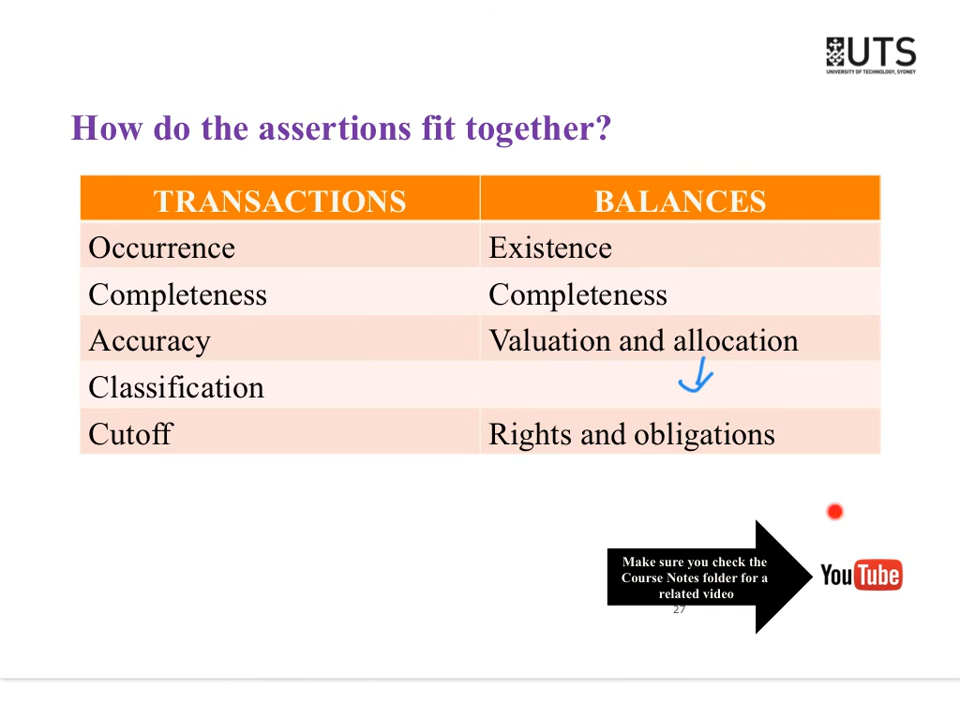 UTS
UNIVERSITY OF TECHNOLOGY, SYDNEY
How do the assertions fit together?
TRANSACTIONS BALANCES
Occurrence Existence
Completeness Completeness
Accuracy Valuation and allocation
Classification
Cutoff Rights and obligations
Make sure you check the
Course Notes folder for a
related video
YouTube
27